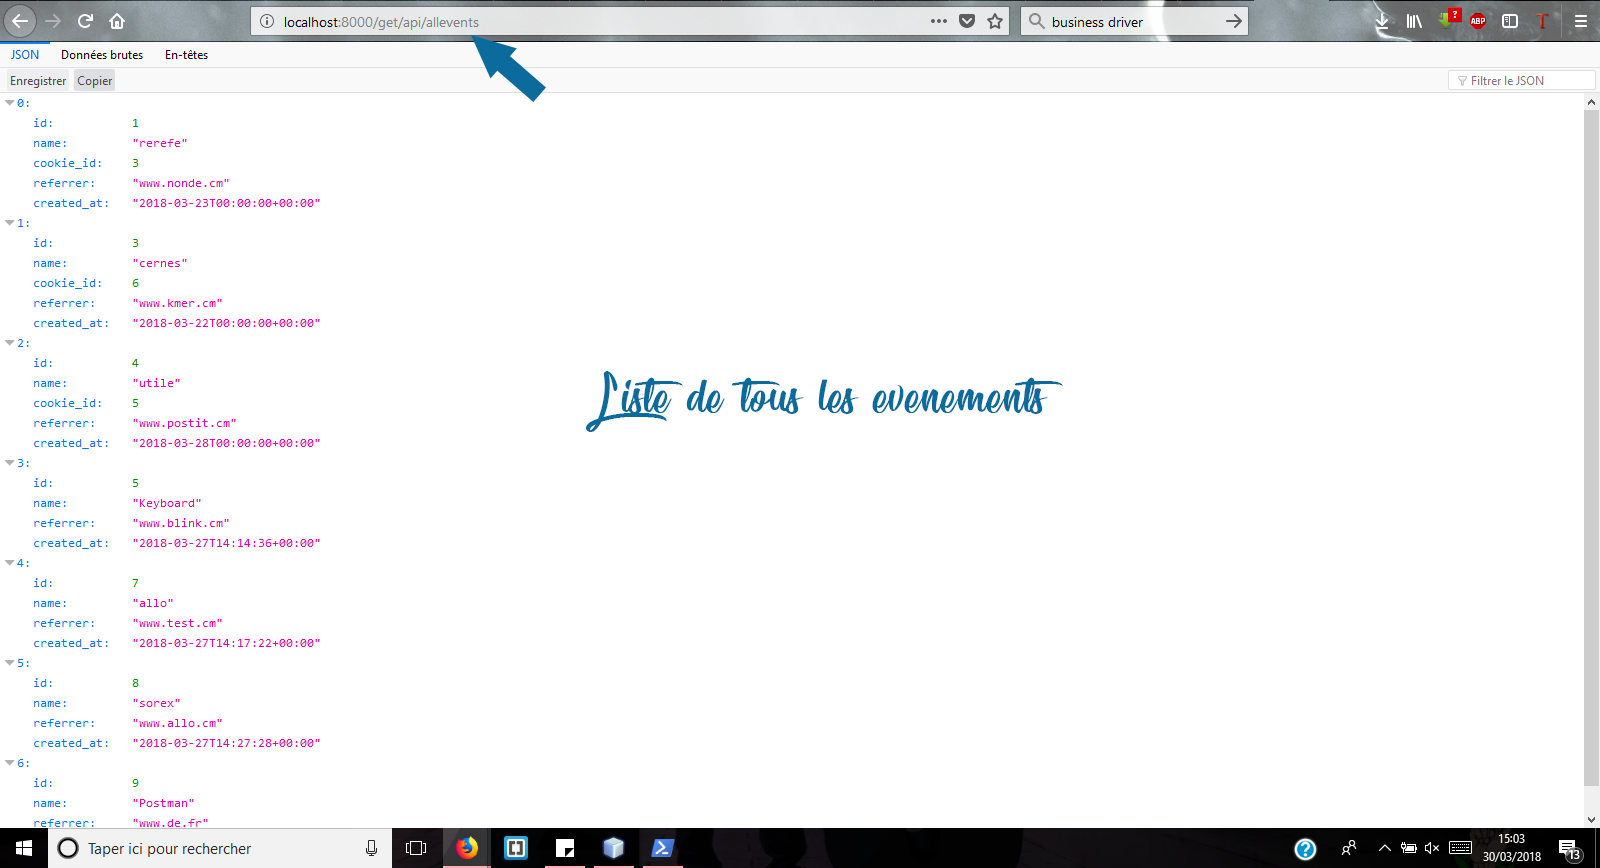 localhost:8000/get/api/allevents
business driver
JSON Données brutes En-têtes
Enregistrer Copier Filtrer le JSON
0:
id: 1
name: "rerefe"
cookie_id: 3
referrer: "www.nonde.cm"
created_at: "2018-03-23T00:00:00+00:00"
1:
id: 3
name: "cernes"
cookie_id: 6
referrer: "www.kmer.cm"
created_at: "2018-03-22T00:00:00+00:00"
2:
id: 4
name: "utile"
cookie_id: 5
referrer: "www.postit.cm"
created_at: "2018-03-28T00:00:00+00:00"
3:
id: 5
name: "Keyboard"
referrer: "www.blink.cm"
created_at: "2018-03-27T14:14:36+00:00"
4:
id: 7
name: "allo"
referrer: "www.test.cm"
created_at: "2018-03-27T14:17:22+00:00"
5:
id: 8
name: "sorex"
referrer: "www.allo.cm"
created_at: "2018-03-27T14:27:28+00:00"
6:
id: 9
name: "Postman"
referrer: "www.de.fr"
Liste de tous les evenements
Taper ici pour rechercher
15:03
30/03/2018
13
ABP